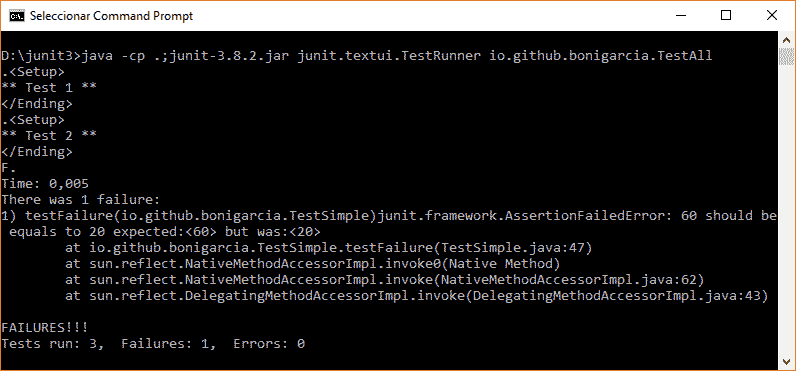 Seleccionar Command Prompt
D:\junit3>java -cp .;junit-3.8.2.jar junit.textui.TestRunner io.github.bonigarcia.TestAll
.<Setup>
** Test 1 **
</Ending>
.<Setup>
** Test 2 **
</Ending>
F.
Time: 0,005
There was 1 failure:
1) testFailure(io.github.bonigarcia.TestSimple)junit.framework.AssertionFailedError: 60 should be
 equals to 20 expected:<60> but was:<20>
        at io.github.bonigarcia.TestSimple.testFailure(TestSimple.java:47)
        at sun.reflect.NativeMethodAccessorImpl.invoke0(Native Method)
        at sun.reflect.NativeMethodAccessorImpl.invoke(NativeMethodAccessorImpl.java:62)
        at sun.reflect.DelegatingMethodAccessorImpl.invoke(DelegatingMethodAccessorImpl.java:43)
FAILURES!!!
Tests run: 3,  Failures: 1,  Errors: 0